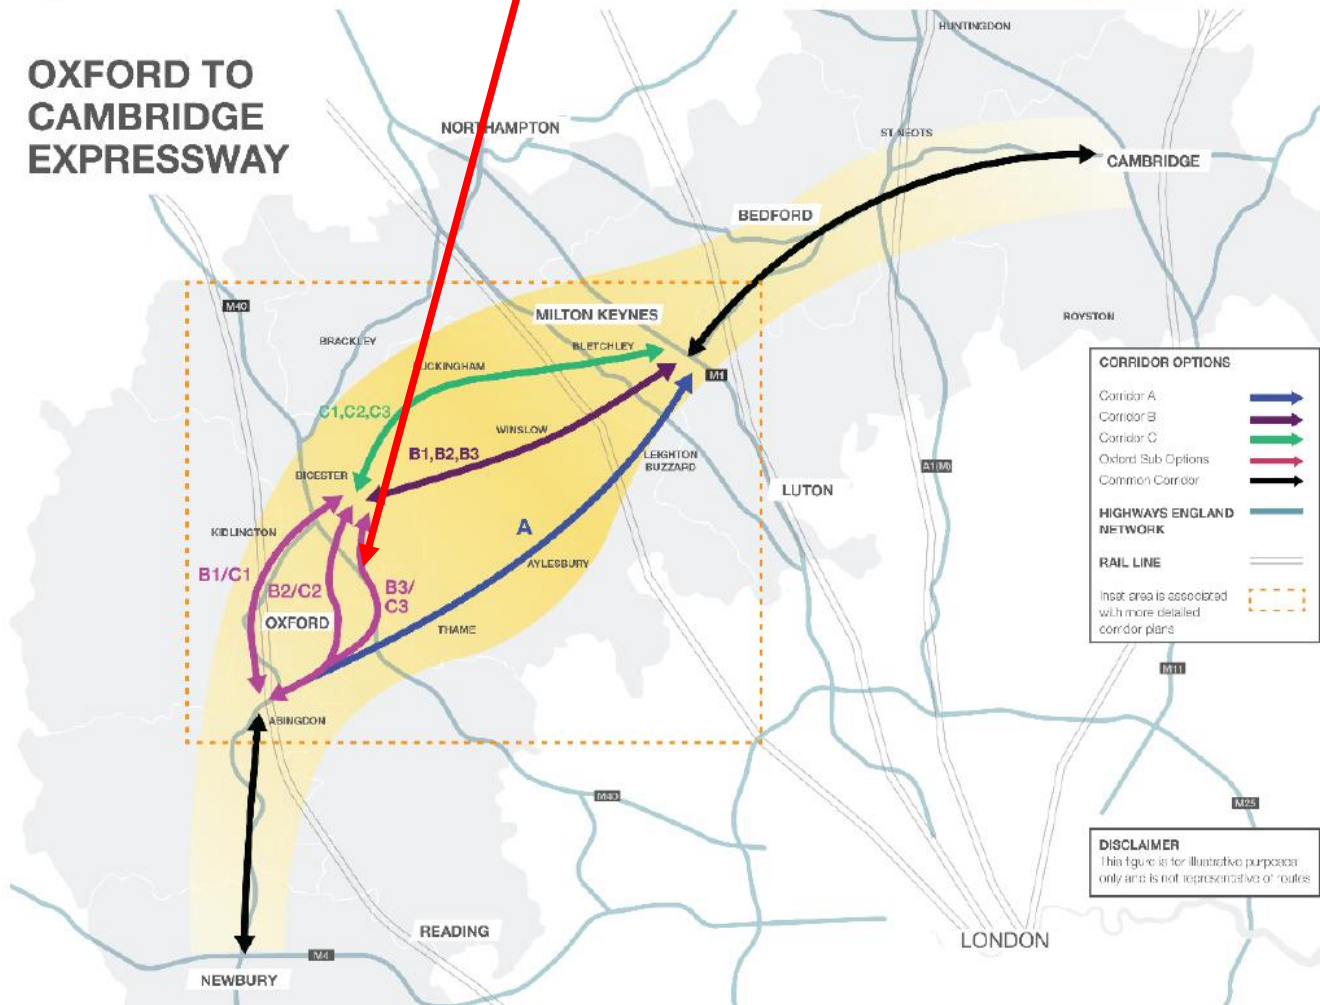 OXFORD TO
CAMBRIDGE
EXPRESSWAY
HUNTINGDON
NORTHAMPTON
ST NEOTS
CAMBRIDGE
BEDFORD
M40
MILTON KEYNES
ROYSTON
BRACKLEY
BLETCHLEY
UCKINGHAM
M1
C1,C2,C3
WINSLOW
B1,B2,B3
LEIGHTON
BUZZARD
BICESTER
LUTON
A1(M)
KIDLINGTON
A
AYLESBURY
B1/C1
B2/C2
B3/
C3
OXFORD
THAME
ABINGDON
CORRIDOR OPTIONS
Corridor A
Corridor B
Corridor C
Oxford Sub Options
Common Corridor
HIGHWAYS ENGLAND
NETWORK
RAIL LINE
Inset area is associated
with more detailed
corridor plans
M11
M40
M25
DISCLAIMER
This figure is for illustrative purposes
only and is not representative of routes
READING
LONDON
M4
NEWBURY